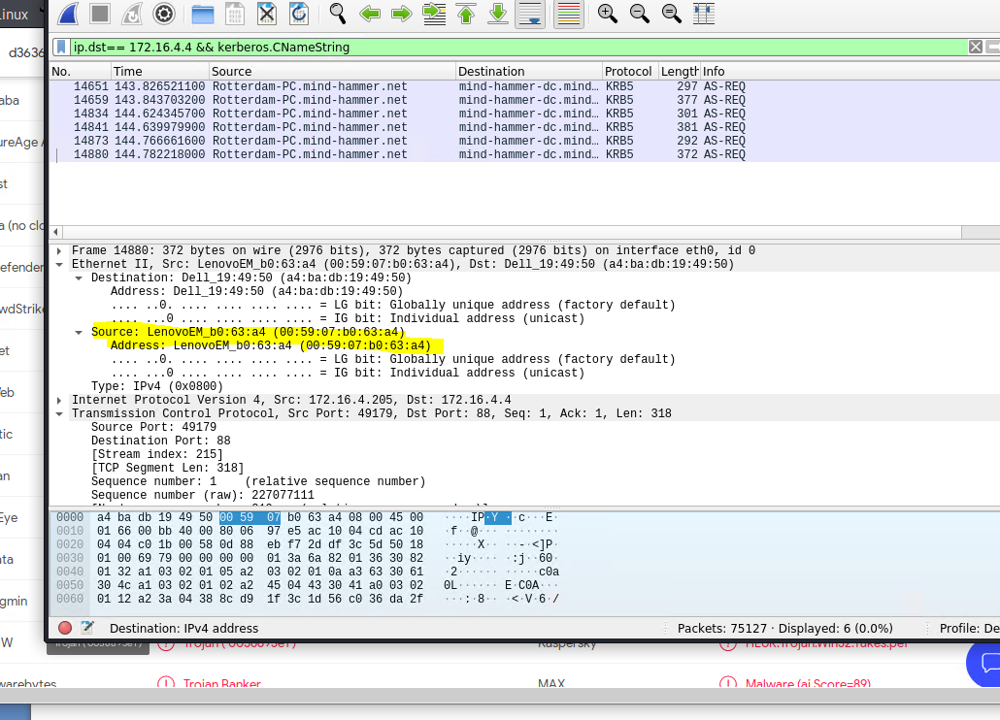 inux
d3636
aba
ureAge A
st
a (no clo
efender
wdStrike
et
Web
tic
an
Eye
ata
gmin
W
warebytes
ip.dst== 172.16.4.4 && kerberos.CNameString
No. Time Source Destination Protocol Length Info
14651 143.826521100 Rotterdam-PC.mind-hammer.net mind-hammer-dc.mind… KRB5 297 AS-REQ
14659 143.843703200 Rotterdam-PC.mind-hammer.net mind-hammer-dc.mind… KRB5 377 AS-REQ
14834 144.624345700 Rotterdam-PC.mind-hammer.net mind-hammer-dc.mind… KRB5 301 AS-REQ
14841 144.639979900 Rotterdam-PC.mind-hammer.net mind-hammer-dc.mind… KRB5 381 AS-REQ
14873 144.766661600 Rotterdam-PC.mind-hammer.net mind-hammer-dc.mind… KRB5 292 AS-REQ
14880 144.782218000 Rotterdam-PC.mind-hammer.net mind-hammer-dc.mind… KRB5 372 AS-REQ
Frame 14880: 372 bytes on wire (2976 bits), 372 bytes captured (2976 bits) on interface eth0, id 0
Ethernet II, Src: LenovoEM_b0:63:a4 (00:59:07:b0:63:a4), Dst: Dell_19:49:50 (a4:ba:db:19:49:50)
Destination: Dell_19:49:50 (a4:ba:db:19:49:50)
Address: Dell_19:49:50 (a4:ba:db:19:49:50)
.... ..0. .... .... .... .... = LG bit: Globally unique address (factory default)
.... ...0 .... .... .... .... = IG bit: Individual address (unicast)
Source: LenovoEM_b0:63:a4 (00:59:07:b0:63:a4)
Address: LenovoEM_b0:63:a4 (00:59:07:b0:63:a4)
.... ..0. .... .... .... .... = LG bit: Globally unique address (factory default)
.... ...0 .... .... .... .... = IG bit: Individual address (unicast)
Type: IPv4 (0x0800)
Internet Protocol Version 4, Src: 172.16.4.205, Dst: 172.16.4.4
Transmission Control Protocol, Src Port: 49179, Dst Port: 88, Seq: 1, Ack: 1, Len: 318
Source Port: 49179
Destination Port: 88
[Stream index: 215]
[TCP Segment Len: 318]
Sequence number: 1 (relative sequence number)
Sequence number (raw): 227077111
0000 a4 ba db 19 49 50 00 59 07 b0 63 a4 08 00 45 00 ····IP·Y ··c···E·
0010 01 66 00 bb 40 00 80 06 97 e5 ac 10 04 cd ac 10 ·f··@··· ········
0020 04 04 c0 1b 00 58 0d 88 eb f7 2d df 3c 5d 50 18 ·····X·· ··-·<]P·
0030 01 00 69 79 00 00 00 00 01 3a 6a 82 01 36 30 82 ··iy···· ·:j··60·
0040 01 32 a1 03 02 01 05 a2 03 02 01 0a a3 63 30 61 ·2······ ·····c0a
0050 30 4c a1 03 02 01 02 a2 45 04 43 30 41 a0 03 02 0L······ E·C0A···
0060 01 12 a2 3a 04 38 8c d9 1f 3c 1d 56 c0 36 da 2f ···:·8·· ·<·V·6·/
Destination: IPv4 address Packets: 75127 · Displayed: 6 (0.0%) Profile: De
Trojan ( 0058693e1 ) Trojan ( 0058693e1 ) Kaspersky HEUR:Trojan.Win32.Yakes.pef
Trojan.Banker MAX Malware (ai Score=89)